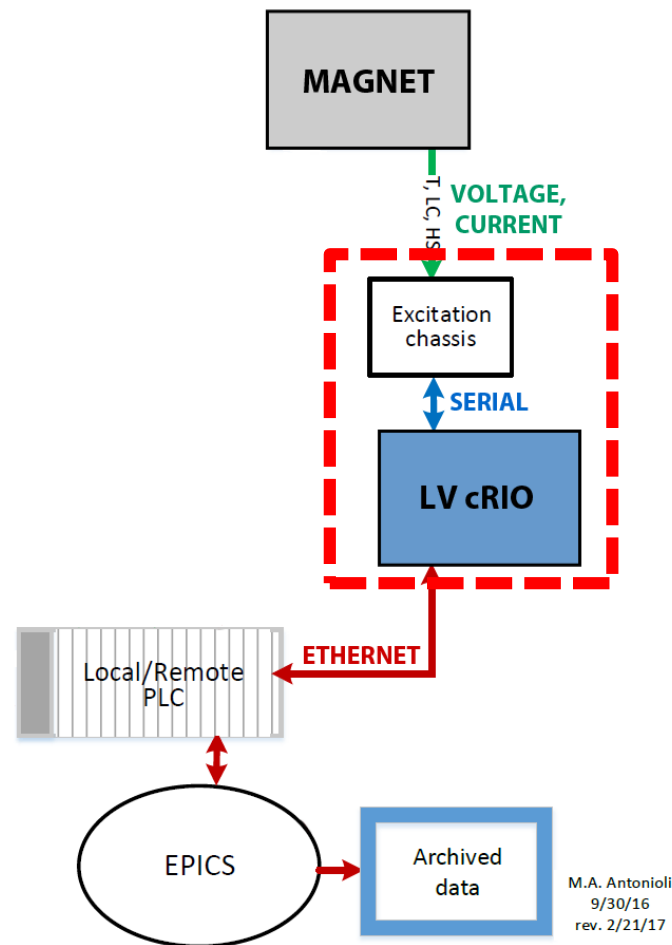 MAGNET
T, LC, HS
VOLTAGE,
CURRENT
Excitation
chassis
SERIAL
LV cRIO
ETHERNET
Local/Remote
PLC
EPICS
Archived
data
M.A. Antonioli
9/30/16
rev. 2/21/17